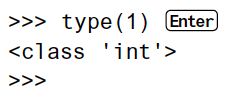 >>> type(1) Enter
<class 'int'>
>>>